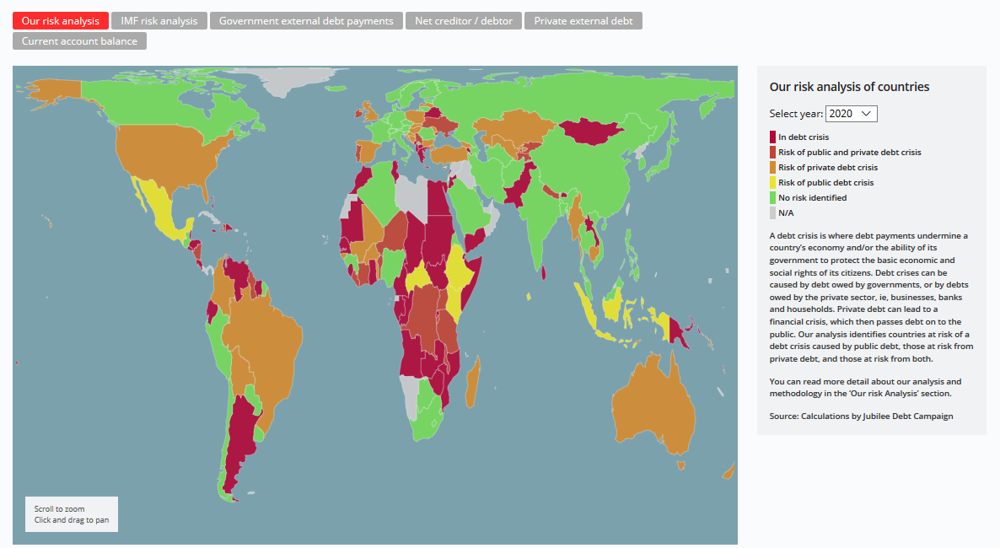 Our risk analysis
IMF risk analysis
Government external debt payments
Net creditor / debtor
Private external debt
Current account balance
Scroll to zoom
Click and drag to pan
Our risk analysis of countries
Select year: 2020
In debt crisis
Risk of public and private debt crisis
Risk of private debt crisis
Risk of public debt crisis
No risk identified
N/A
A debt crisis is where debt payments undermine a
country's economy and/or the ability of its
government to protect the basic economic and
social rights of its citizens. Debt crises can be
caused by debt owed by governments, or by debts
owed by the private sector, ie, businesses, banks
and households. Private debt can lead to a
financial crisis, which then passes debt on to the
public. Our analysis identifies countries at risk of a
debt crisis caused by public debt, those at risk from
private debt, and those at risk from both.
You can read more detail about our analysis and
methodology in the 'Our risk Analysis' section.
Source: Calculations by Jubilee Debt Campaign